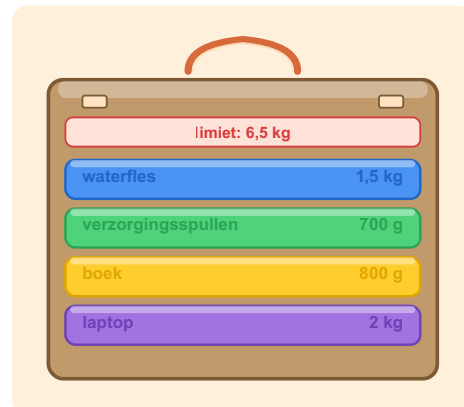 limiet: 6,5 kg
waterfles 1,5 kg
verzorgingsspullen 700 g
boek 800 g
laptop 2 kg